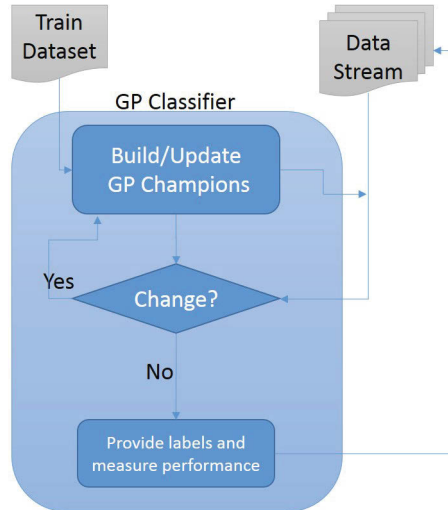 Train
Dataset
Data
Stream
GP Classifier
Build/Update
GP Champions
Yes
Change?
No
Provide labels and
measure performance